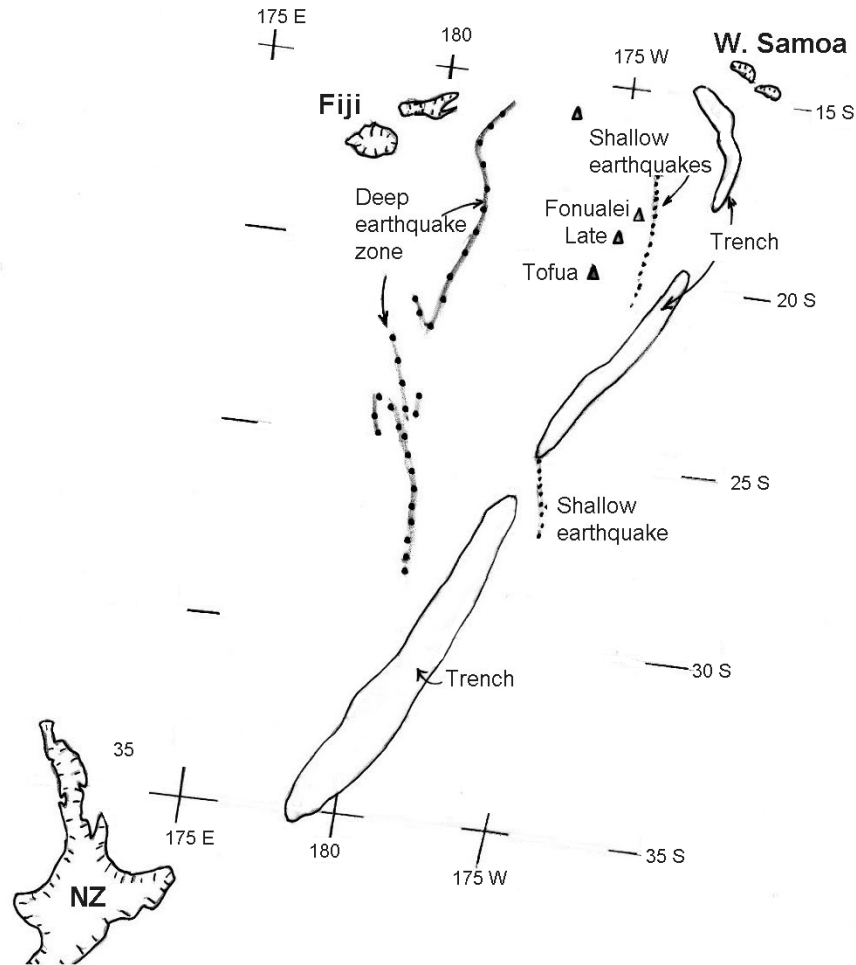 175 E
180
175 W
W. Samoa
15 S
Fiji
Shallow
earthquakes
Deep
earthquake
zone
Fonualei
Late
Tofua
Trench
20 S
25 S
Shallow
earthquake
30 S
Trench
35
175 E
180
175 W
35 S
NZ